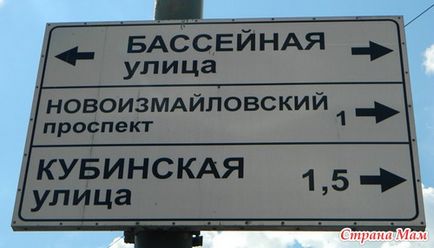 БАССЕЙНАЯ
улица
НОВОИЗМАЙЛОВСКИЙ
проспект 1
КУБИНСКАЯ
улица 1,5
Страна Мам